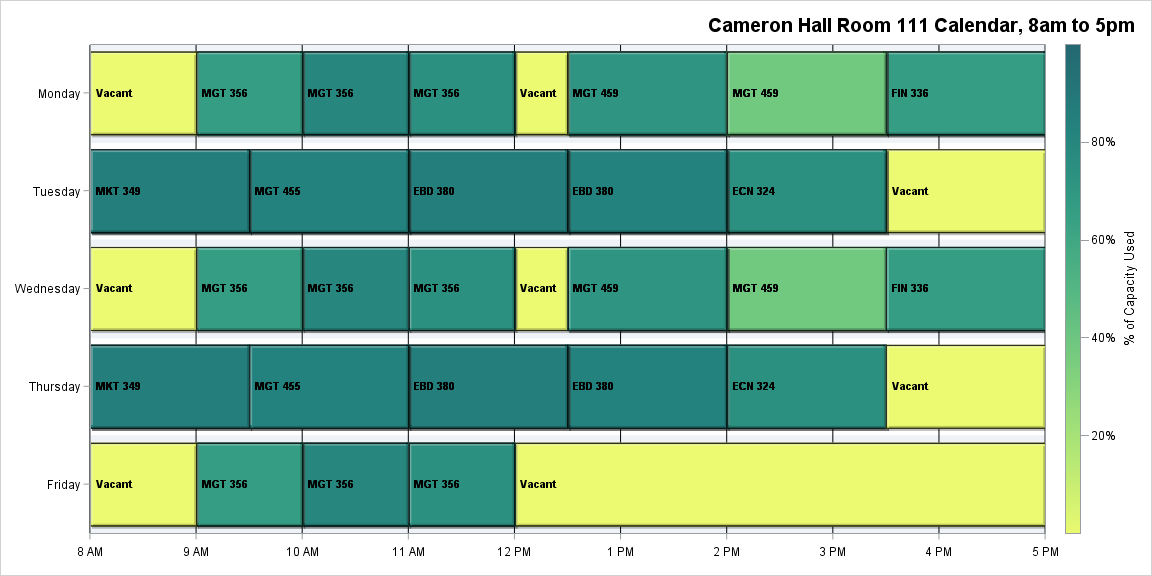 Cameron Hall Room 111 Calendar, 8am to 5pm
Monday
Vacant
MGT 356
MGT 356
MGT 356
Vacant
MGT 459
MGT 459
FIN 336
Tuesday
MKT 349
MGT 455
EBD 380
EBD 380
ECN 324
Vacant
Wednesday
Vacant
MGT 356
MGT 356
MGT 356
Vacant
MGT 459
MGT 459
FIN 336
Thursday
MKT 349
MGT 455
EBD 380
EBD 380
ECN 324
Vacant
Friday
Vacant
MGT 356
MGT 356
MGT 356
Vacant
8 AM
9 AM
10 AM
11 AM
12 PM
1 PM
2 PM
3 PM
4 PM
5 PM
80%
60%
40%
20%
% of Capacity Used